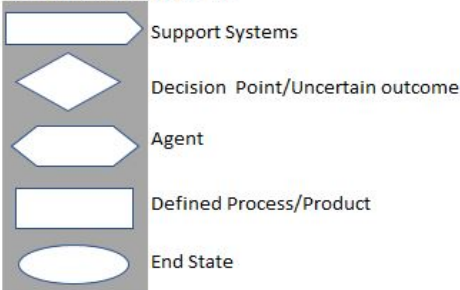 Support Systems
Decision Point/Uncertain outcome
Agent
Defined Process/Product
End State